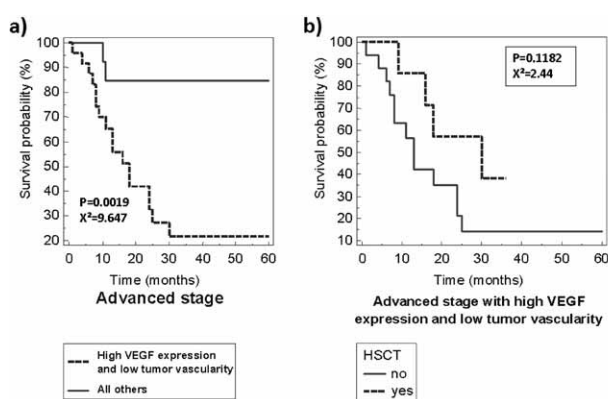 a)
Survival probability (%)
100
90
80
70
60
50
40
30
20
P=0.0019
X²=9.647
0 10 20 30 40 50 60
Time (months)
Advanced stage
High VEGF expression
and low tumor vascularity
All others
b)
Survival probability (%)
100
90
80
70
60
50
40
30
20
10
P=0.1182
X²=2.44
0 10 20 30 40 50 60
Time (months)
Advanced stage with high VEGF
expression and low tumor vascularity
HSCT
no
yes